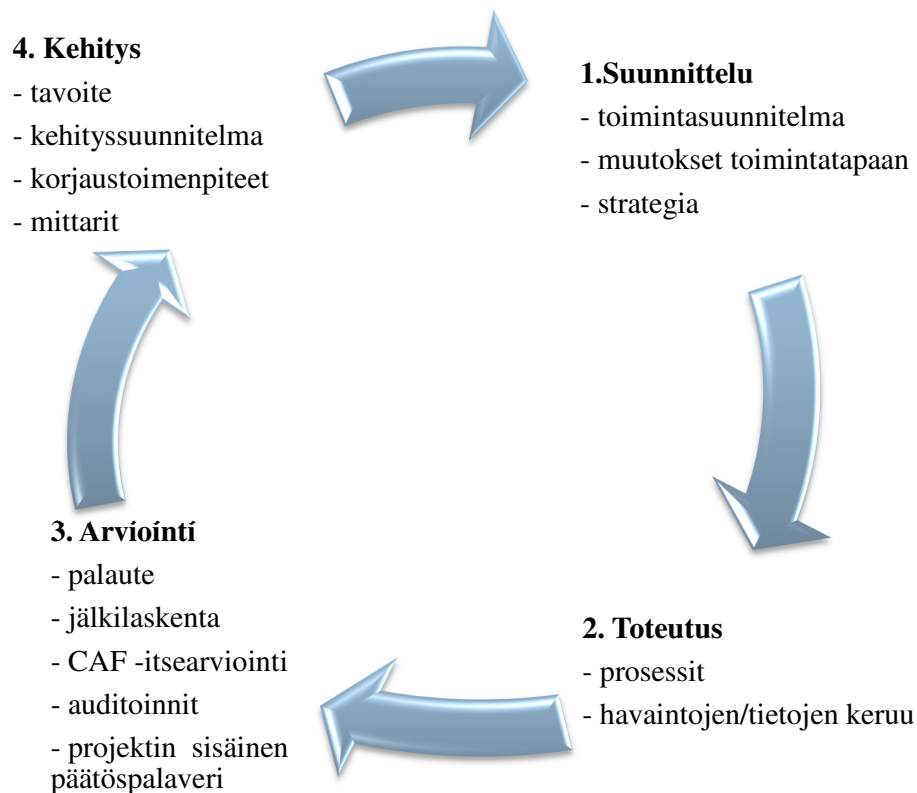 4. Kehitys
- tavoite
- kehityssuunnitelma
- korjaustoimenpiteet
- mittarit
1.Suunnittelu
- toimintasuunnitelma
- muutokset toimintatapaan
- strategia
3. Arvíoíntí
- palaute
- jälkilaskenta
- CAF -itsearviointi
- auditoinnit
- projektin sisäinen
päätöspalaveri
2. Toteutus
- prosessit
- havaintojen/tietojen keruu